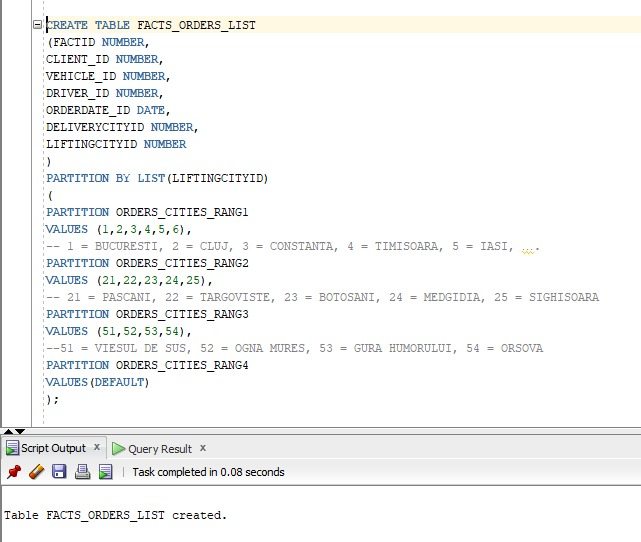 CREATE TABLE FACTS_ORDERS_LIST
(FACTID NUMBER,
CLIENT_ID NUMBER,
VEHICLE_ID NUMBER,
DRIVER_ID NUMBER,
ORDERDATE_ID DATE,
DELIVERYCITYID NUMBER,
LIFTINGCITYID NUMBER
)
PARTITION BY LIST(LIFTINGCITYID)
(
PARTITION ORDERS_CITIES_RANG1
VALUES (1,2,3,4,5,6),
-- 1 = BUCURESTI, 2 = CLUJ, 3 = CONSTANTA, 4 = TIMISOARA, 5 = IASI, ....
PARTITION ORDERS_CITIES_RANG2
VALUES (21,22,23,24,25),
-- 21 = PASCANI, 22 = TARGOVISTE, 23 = BOTOSANI, 24 = MEDGIDIA, 25 = SIGHISOARA
PARTITION ORDERS_CITIES_RANG3
VALUES (51,52,53,54),
--51 = VIESUL DE SUS, 52 = OGNA MURES, 53 = GURA HUMORULUI, 54 = ORSOVA
PARTITION ORDERS_CITIES_RANG4
VALUES(DEFAULT)
);
Script Output x Query Result x
Task completed in 0.08 seconds
Table FACTS_ORDERS_LIST created.